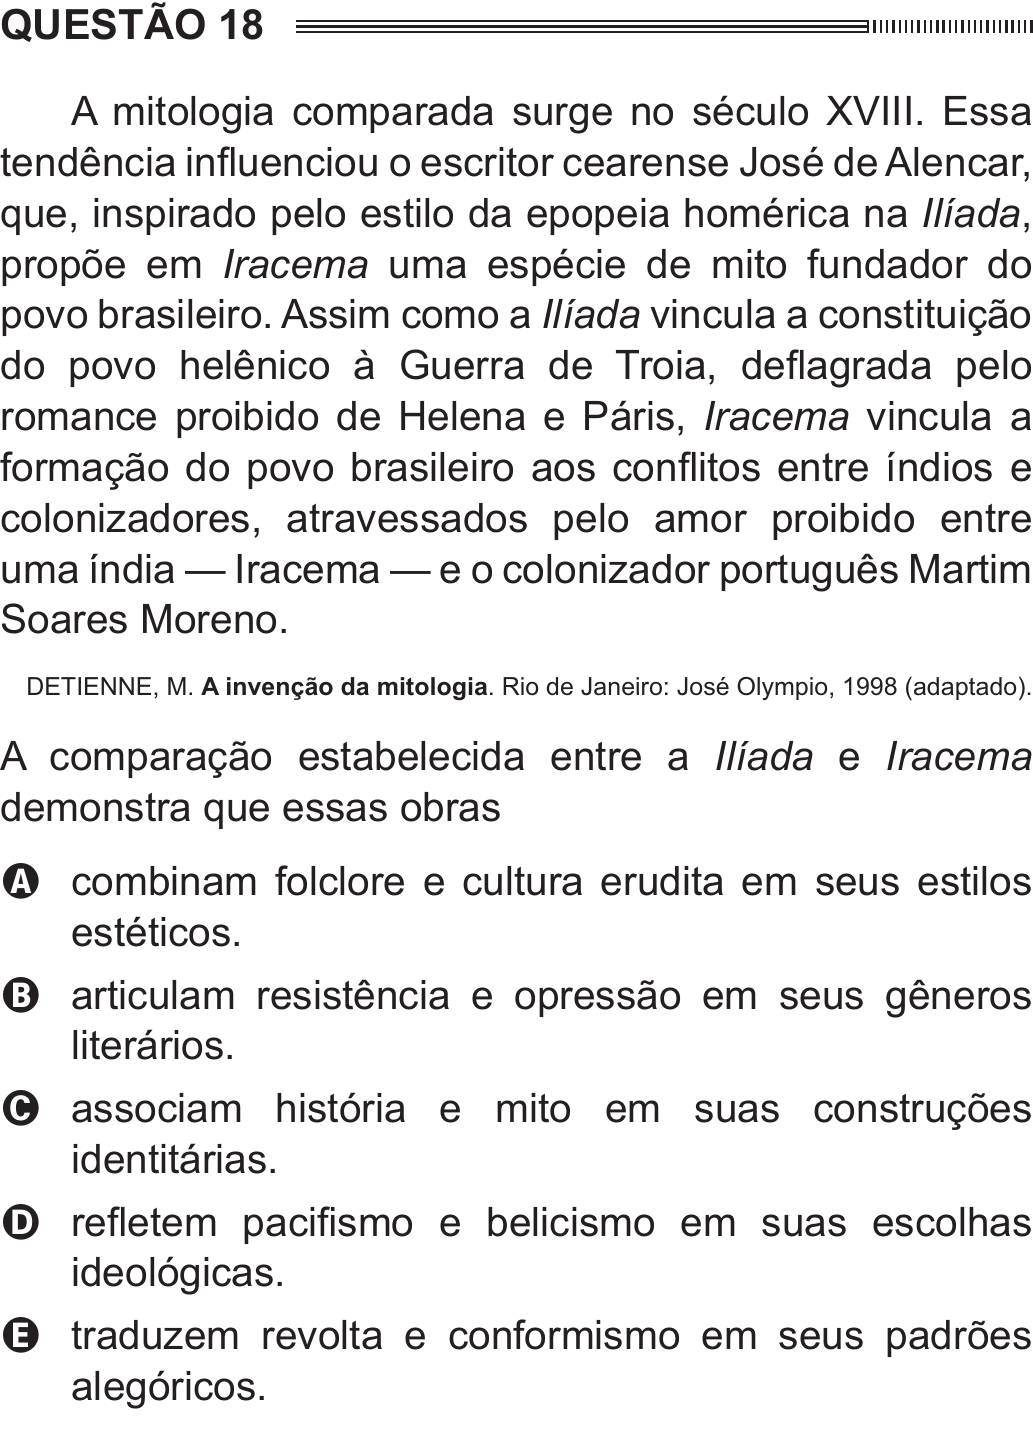 QUESTÃO 18
A mitologia comparada surge no século XVIII. Essa
tendência influenciou o escritor cearense José de Alencar,
que, inspirado pelo estilo da epopeia homérica na Ilíada,
propõe em Iracema uma espécie de mito fundador do
povo brasileiro. Assim como a Ilíada vincula a constituição
do povo helênico à Guerra de Troia, deflagrada pelo
romance proibido de Helena e Páris, Iracema vincula a
formação do povo brasileiro aos conflitos entre índios e
colonizadores, atravessados pelo amor proibido entre
uma índia — Iracema — e o colonizador português Martim
Soares Moreno.
DETIENNE, M. A invenção da mitologia. Rio de Janeiro: José Olympio, 1998 (adaptado).
A comparação estabelecida entre a Ilíada e Iracema
demonstra que essas obras
A combinam folclore e cultura erudita em seus estilos
estéticos.
B articulam resistência e opressão em seus gêneros
literários.
C associam história e mito em suas construções
identitárias.
D refletem pacifismo e belicismo em suas escolhas
ideológicas.
E traduzem revolta e conformismo em seus padrões
alegóricos.